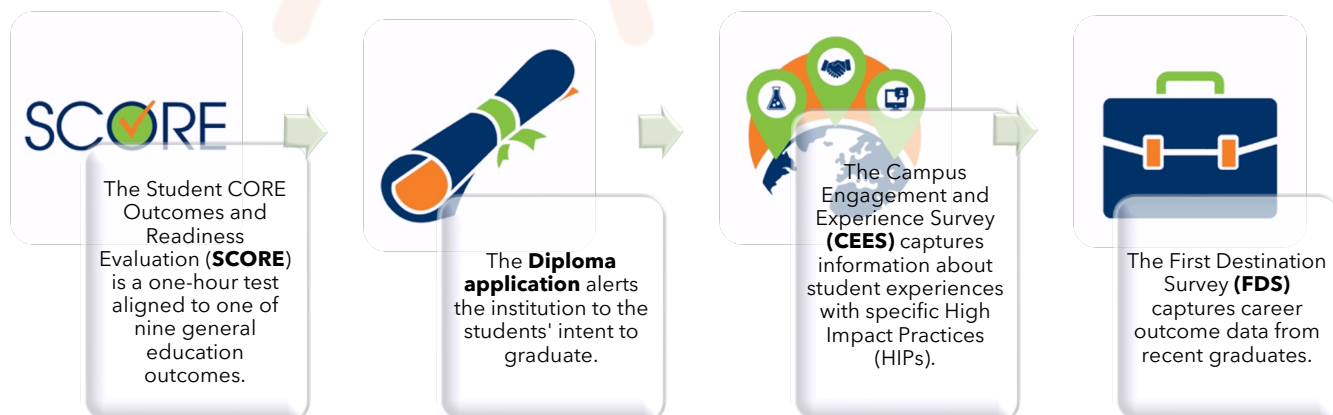 SCORE
The Student CORE
Outcomes and
Readiness
Evaluation (SCORE)
is a one-hour test
aligned to one of
nine general
education
outcomes.
The Diploma
application alerts
the institution to the
students' intent to
graduate.
The Campus
Engagement and
Experience Survey
(CEES) captures
information about
student experiences
with specific High
Impact Practices
(HIPs).
The First Destination
Survey (FDS)
captures career
outcome data from
recent graduates.